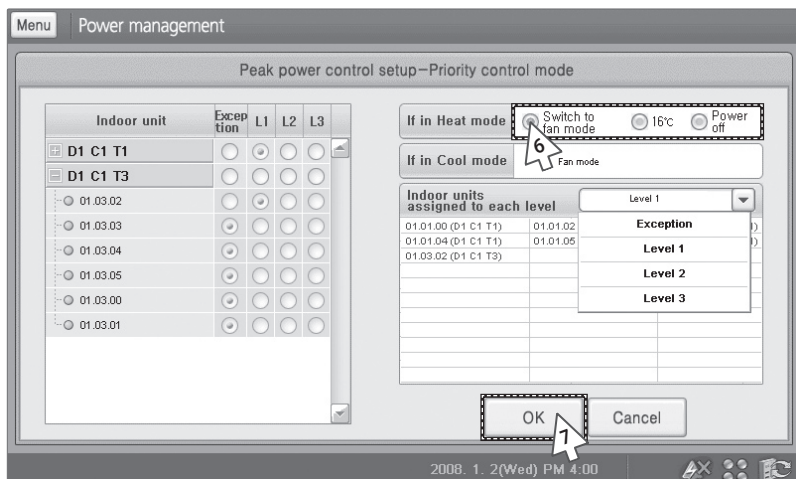 Menu
Power management
Peak power control setup-Priority control mode
Indoor unit Excep tion L1 L2 L3
D1 C1 T1
D1 C1 T3
01.03.02
01.03.03
01.03.04
01.03.05
01.03.00
01.03.01
If in Heat mode
Switch to fan mode
16℃
Power off
6
If in Cool mode
Fan mode
Indoor units
assigned to each level
Level 1
01.01.00 (D1 C1 T1) 01.01.02
01.01.04 (D1 C1 T1) 01.01.05
01.03.02 (D1 C1 T3)
Exception
Level 1
Level 2
Level 3
OK
7
Cancel
2008. 1. 2(Wed) PM 4:00